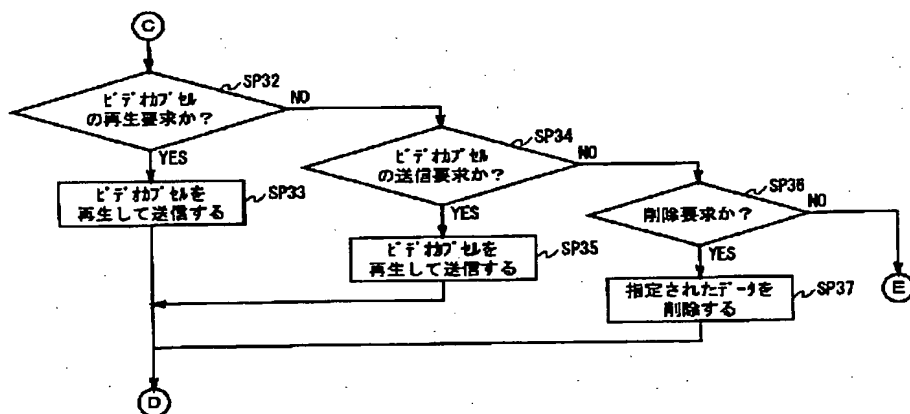 C
SP32
ビデオカプセル
の再生要求か?
NO
YES
ビデオカプセルを
再生して送信する
SP33
SP34
ビデオカプセル
の送信要求か?
NO
YES
ビデオカプセルを
再生して送信する
SP35
SP36
削除要求か?
NO
YES
指定されたデータを
削除する
SP37
E
D